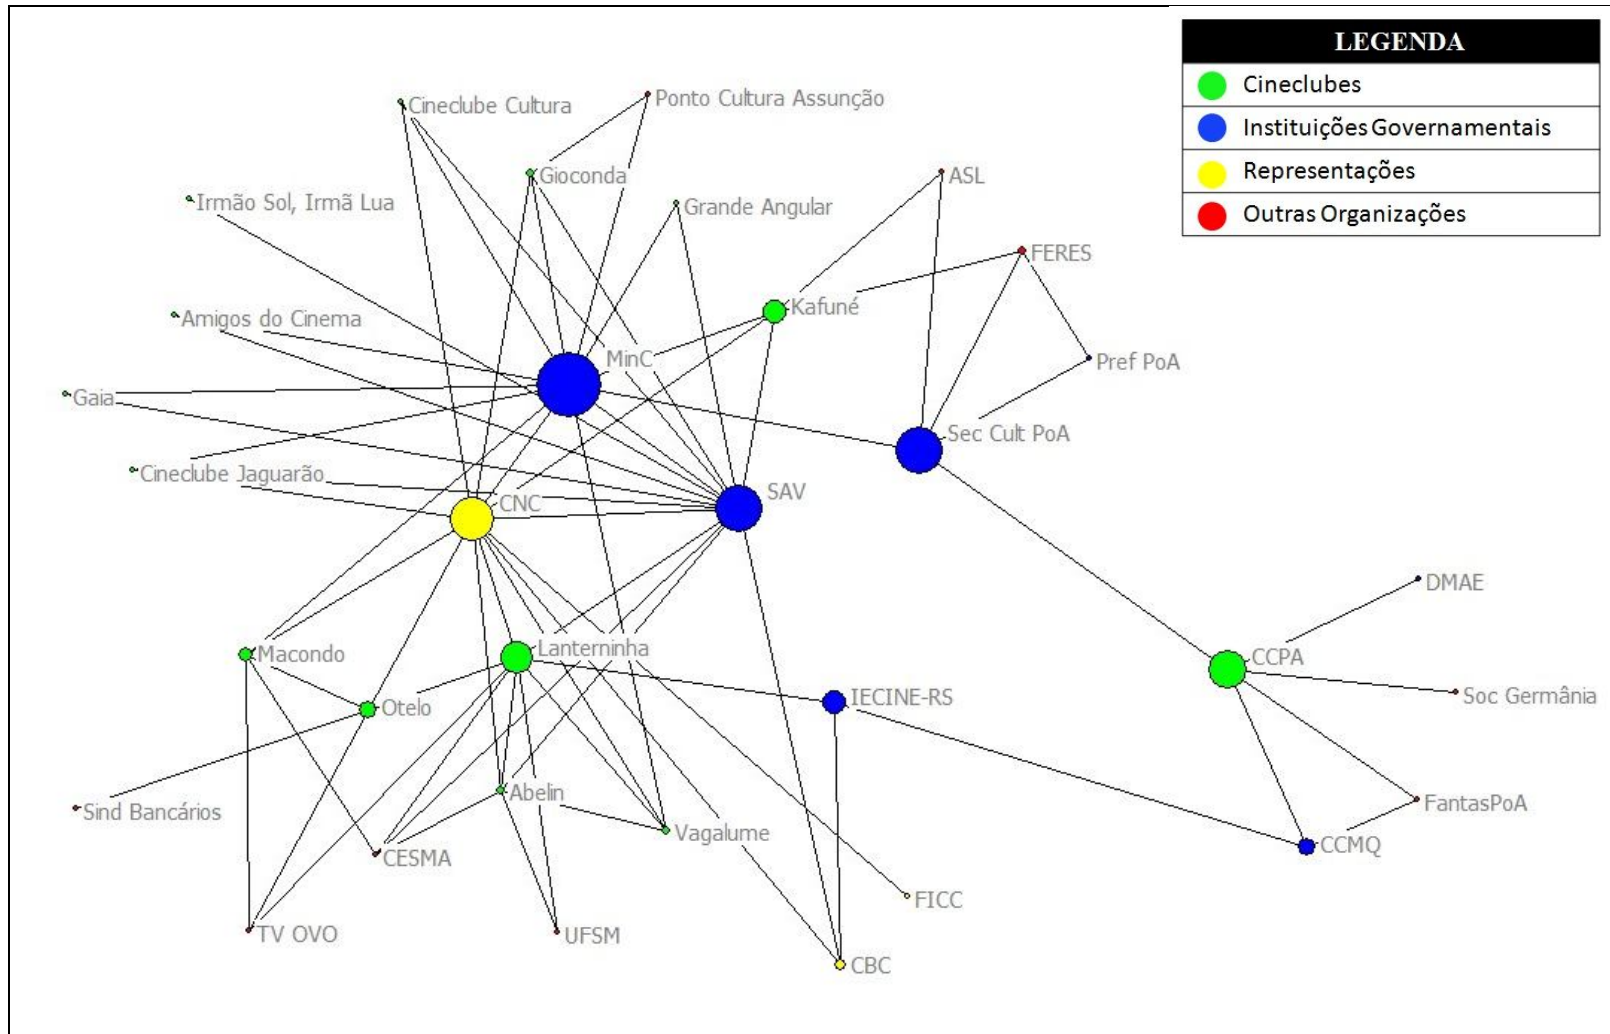 LEGENDA
Cineclubes
Instituições Governamentais
Representações
Outras Organizações
Cineclube Cultura
Ponto Cultura Assunção
Gioconda
ASL
Irmão Sol, Irmã Lua
Grande Angular
FERES
Kafuné
Amigos do Cinema
MinC
Pref PoA
Gaia
Sec Cult PoA
Cineclube Jaguarão
SAV
CNC
DMAE
Lanterninha
Macondo
CCPA
IECINE-RS
Soc Germânia
Otelo
Abelin
FantasPoA
Sind Bancários
Vagalume
CCMQ
CESMA
FICC
TV OVO
UFSM
CBC